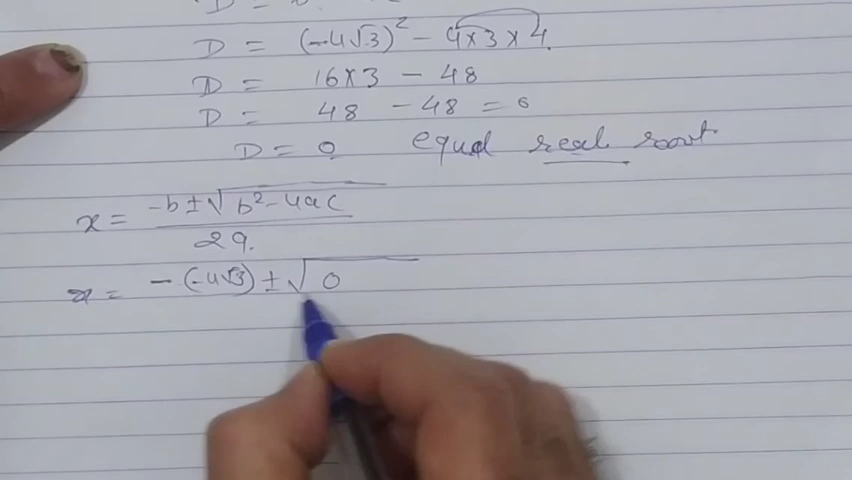 D =
D = (-4√3)² - 4×3×4
D = 16×3 - 48
D = 48 - 48 = 0
D = 0 equal real root
x = -b ± √b² - 4ac / 2a.
x = - (-4√3) ± √0